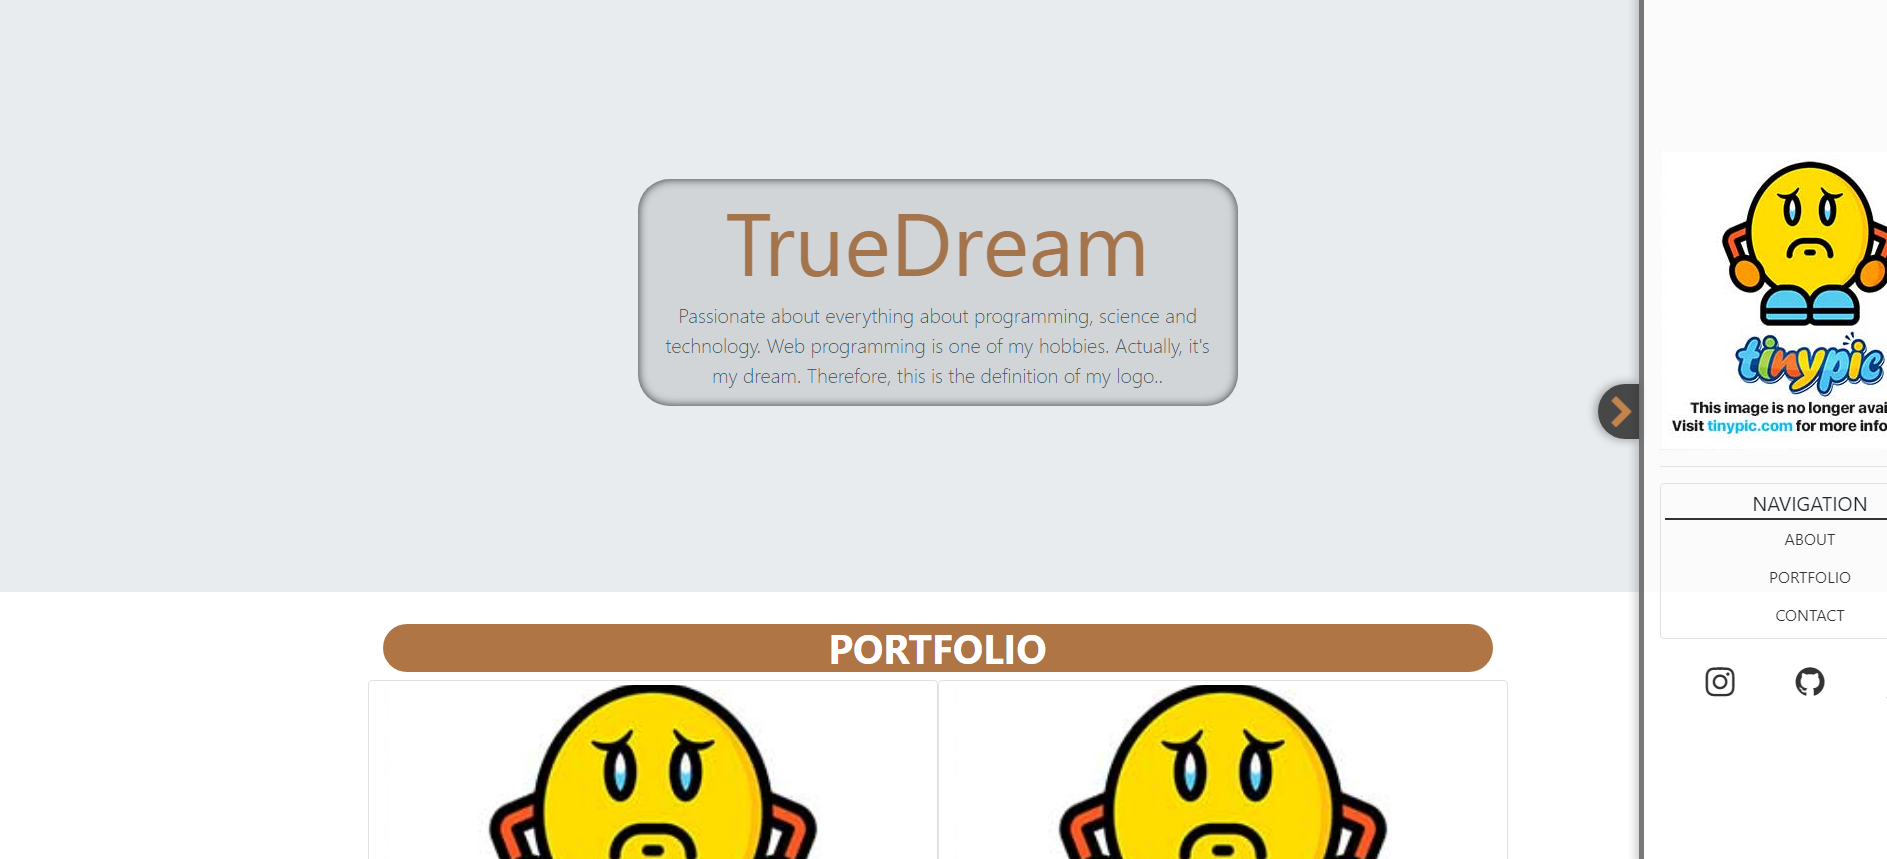 TrueDream
Passionate about everything about programming, science and
technology. Web programming is one of my hobbies. Actually, it's
my dream. Therefore, this is the definition of my logo..
PORTFOLIO
tinypic
This image is no longer avai
Visit tinypic.com for more info
NAVIGATION
ABOUT
PORTFOLIO
CONTACT